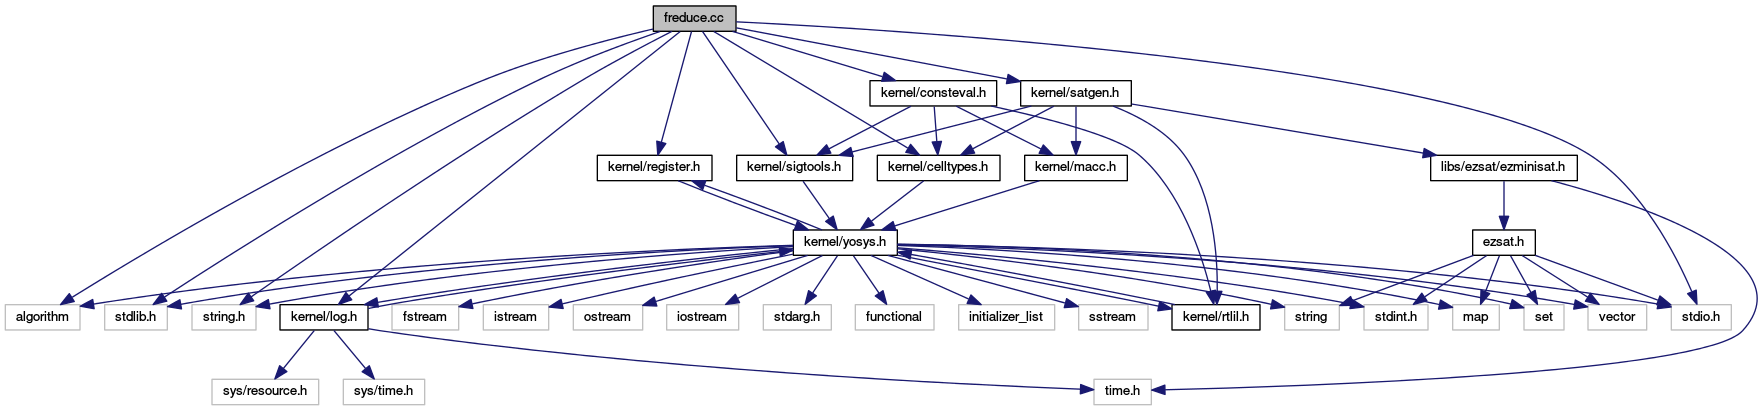 freduce.cc
kernel/consteval.h
kernel/satgen.h
kernel/register.h
kernel/sigtools.h
kernel/celltypes.h
kernel/macc.h
libs/ezsat/ezminisat.h
kernel/yosys.h
ezsat.h
algorithm
stdlib.h
string.h
kernel/log.h
fstream
istream
ostream
iostream
stdarg.h
functional
initializer_list
sstream
kernel/rtlil.h
string
stdint.h
map
set
vector
stdio.h
sys/resource.h
sys/time.h
time.h